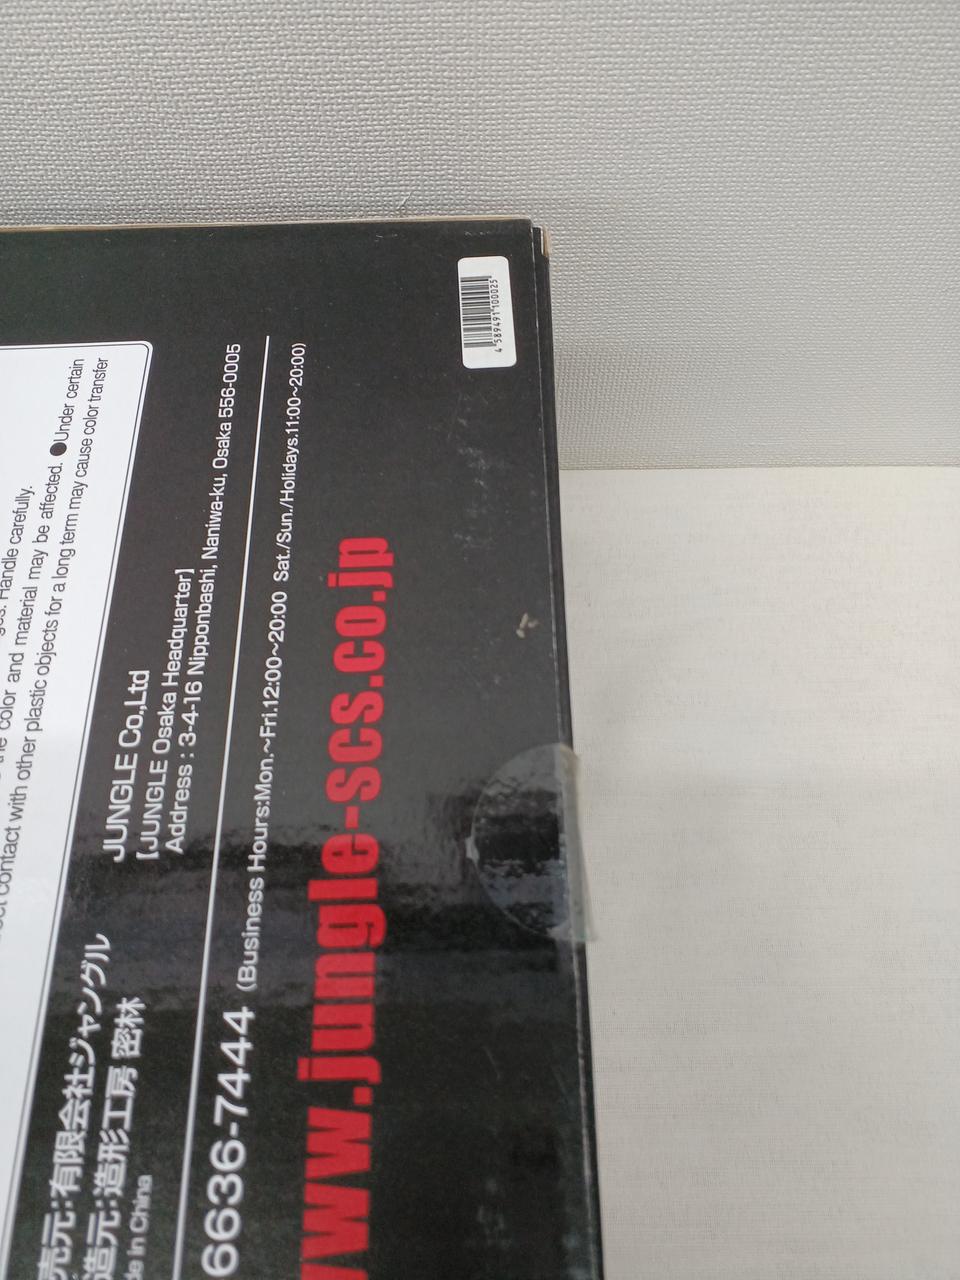 Handle carefully.
color and material may be affected. ●Under certain
contact with other plastic objects for a long term may cause color transfer
売元:有限会社ジャングル
造元:造形工房 密林
de in China
JUNGLE Co.,Ltd
[JUNGLE Osaka Headquarter]
Address : 3-4-16 Nipponbashi, Naniwa-ku, Osaka 556-0005
6636-7444 (Business Hours:Mon.~Fri.12:00~20:00 Sat./Sun./Holidays.11:00~20:00)
ww.jungle-scs.co.jp
4 589491 100025